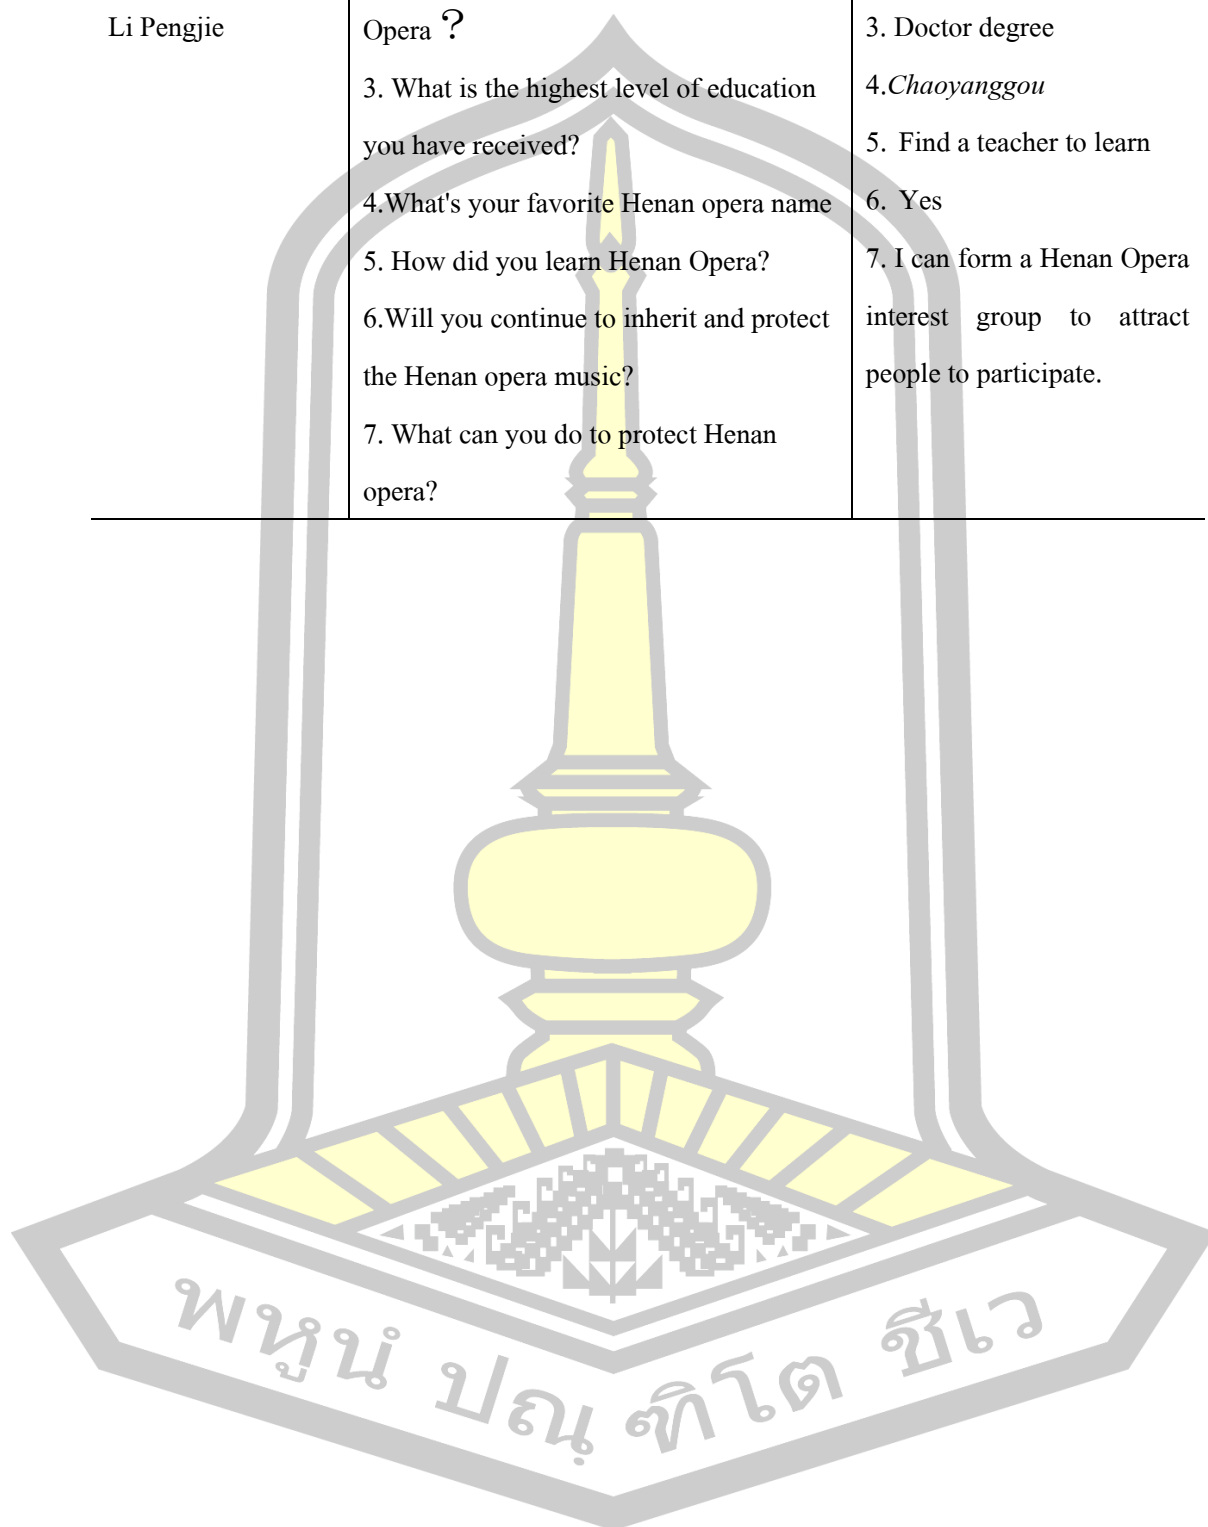 Li Pengjie
Opera？
3. What is the highest level of education
you have received?
4.What's your favorite Henan opera name
5. How did you learn Henan Opera?
6.Will you continue to inherit and protect
the Henan opera music?
7. What can you do to protect Henan
opera?
3. Doctor degree
4.Chaoyanggou
5. Find a teacher to learn
6. Yes
7. I can form a Henan Opera
interest group to attract
people to participate.
พหูนํ ปณฺฑิโต ชีเว